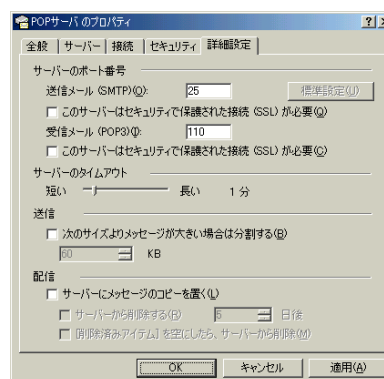 POPサーバ のプロパティ
全般 サーバー 接続 セキュリティ 詳細設定
サーバーのポート番号
送信メール (SMTP)(O): 25 標準設定(U)
このサーバーはセキュリティで保護された接続 (SSL) が必要(Q)
受信メール (POP3)(I): 110
このサーバーはセキュリティで保護された接続 (SSL) が必要(C)
サーバーのタイムアウト
短い 長い 1 分
送信
次のサイズよりメッセージが大きい場合は分割する(B)
60 KB
配信
サーバーにメッセージのコピーを置く(L)
サーバーから削除する(R) 5 日後
[削除済みアイテム] を空にしたら、サーバーから削除(M)
OK キャンセル 適用(A)